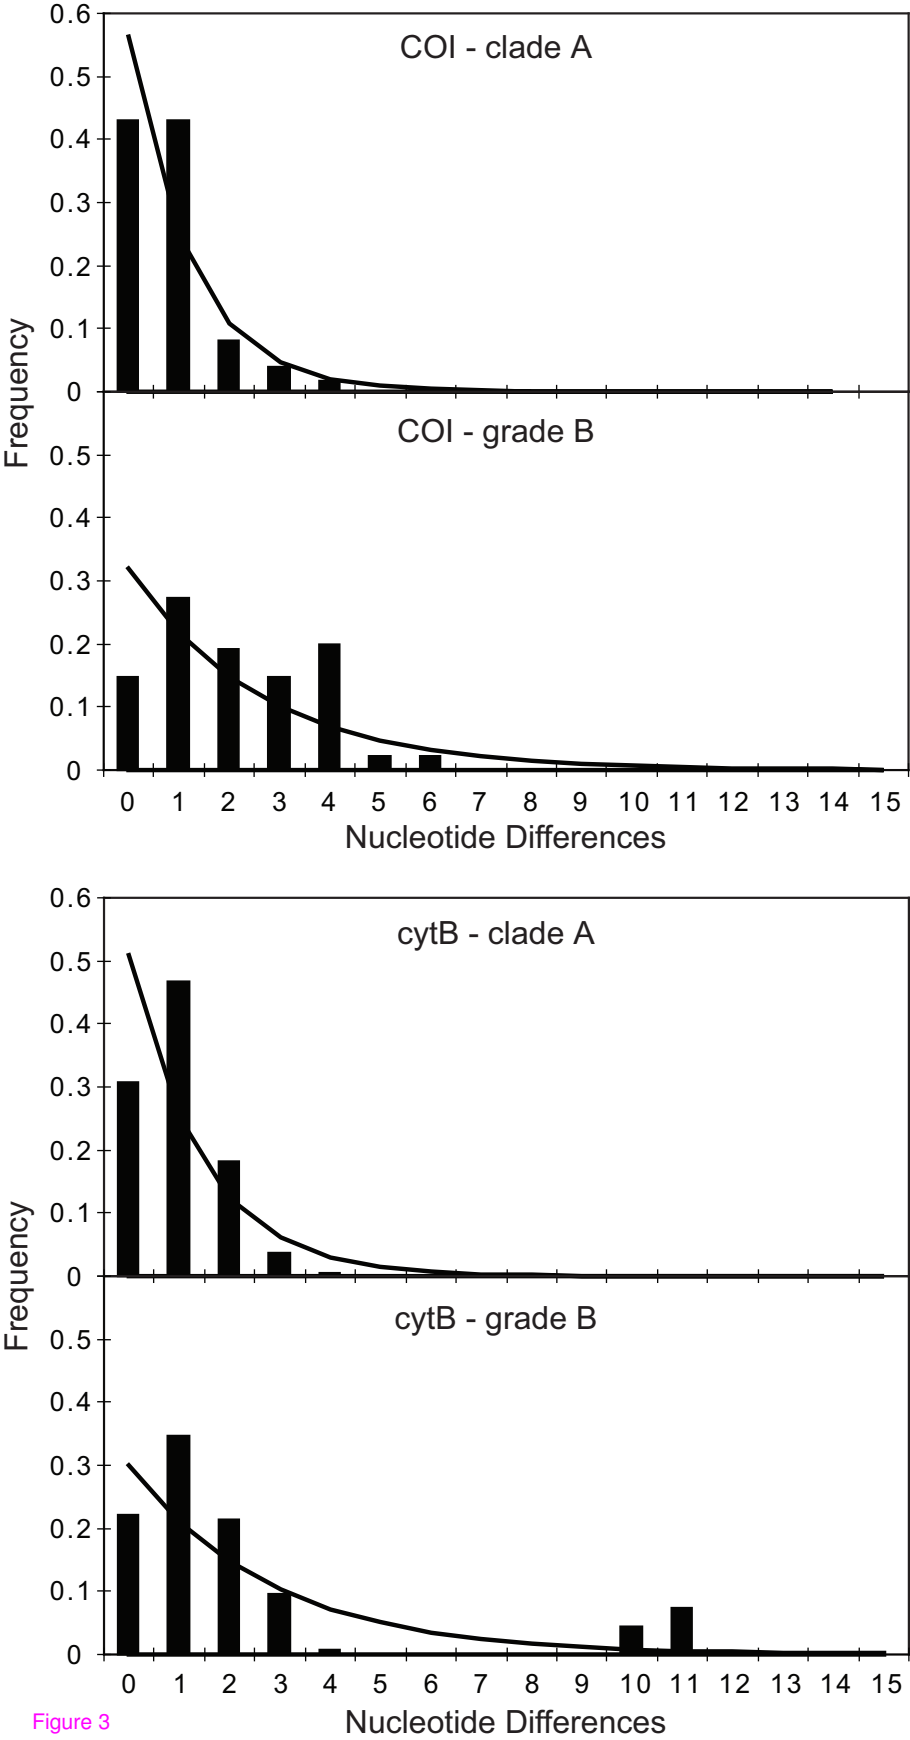 0.6
COI - clade A
0.5
0.4
0.3
0.2
0.1
0
Frequency
COI - grade B
0.5
0.4
0.3
0.2
0.1
0
0 1 2 3 4 5 6 7 8 9 10 11 12 13 14 15
Nucleotide Differences
0.6
cytB - clade A
0.5
0.4
0.3
0.2
0.1
0
Frequency
cytB - grade B
0.5
0.4
0.3
0.2
0.1
0
0 1 2 3 4 5 6 7 8 9 10 11 12 13 14 15
Nucleotide Differences
Figure 3